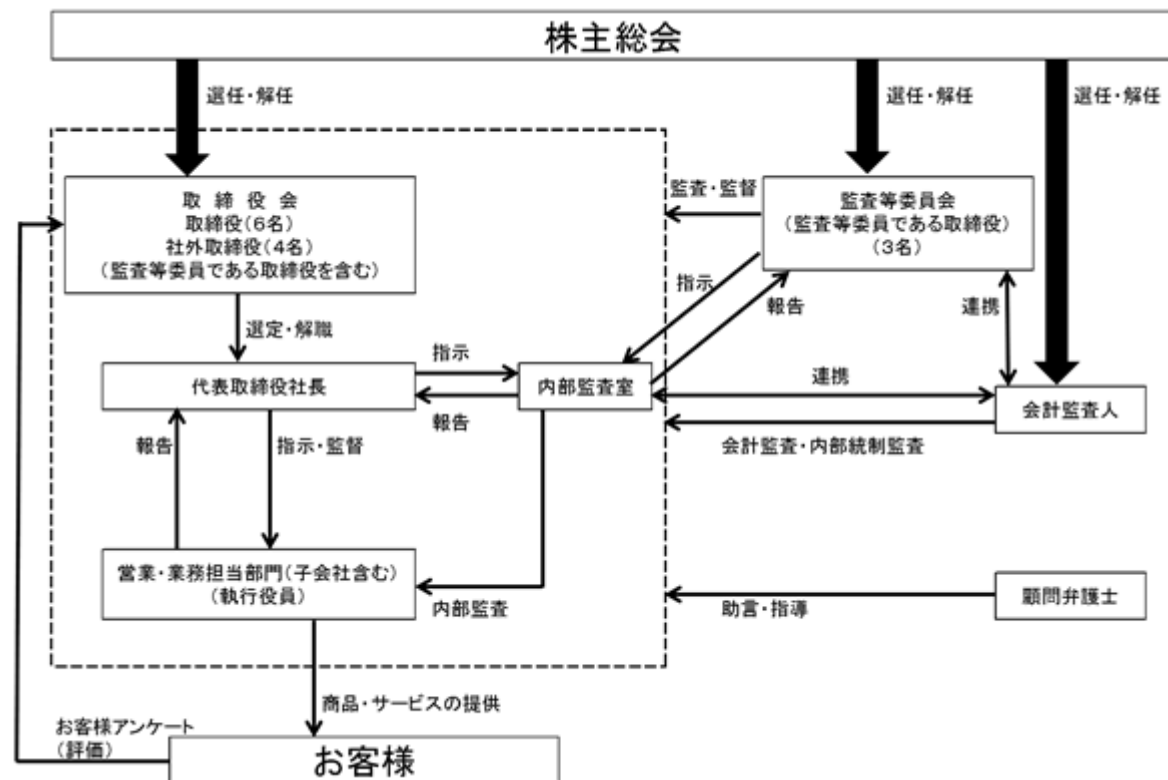 株主総会
選任・解任
選任・解任
選任・解任
取締役会
取締役(6名)
社外取締役(4名)
(監査等委員である取締役を含む)
監査・監督
監査等委員会
(監査等委員である取締役)
(3名)
指示
報告
連携
選定・解職
代表取締役社長
指示
報告
内部監査室
連携
会計監査人
会計監査・内部統制監査
報告
指示・監督
営業・業務担当部門(子会社含む)
(執行役員)
内部監査
助言・指導
顧問弁護士
商品・サービスの提供
お客様アンケート
(評価)
お客様